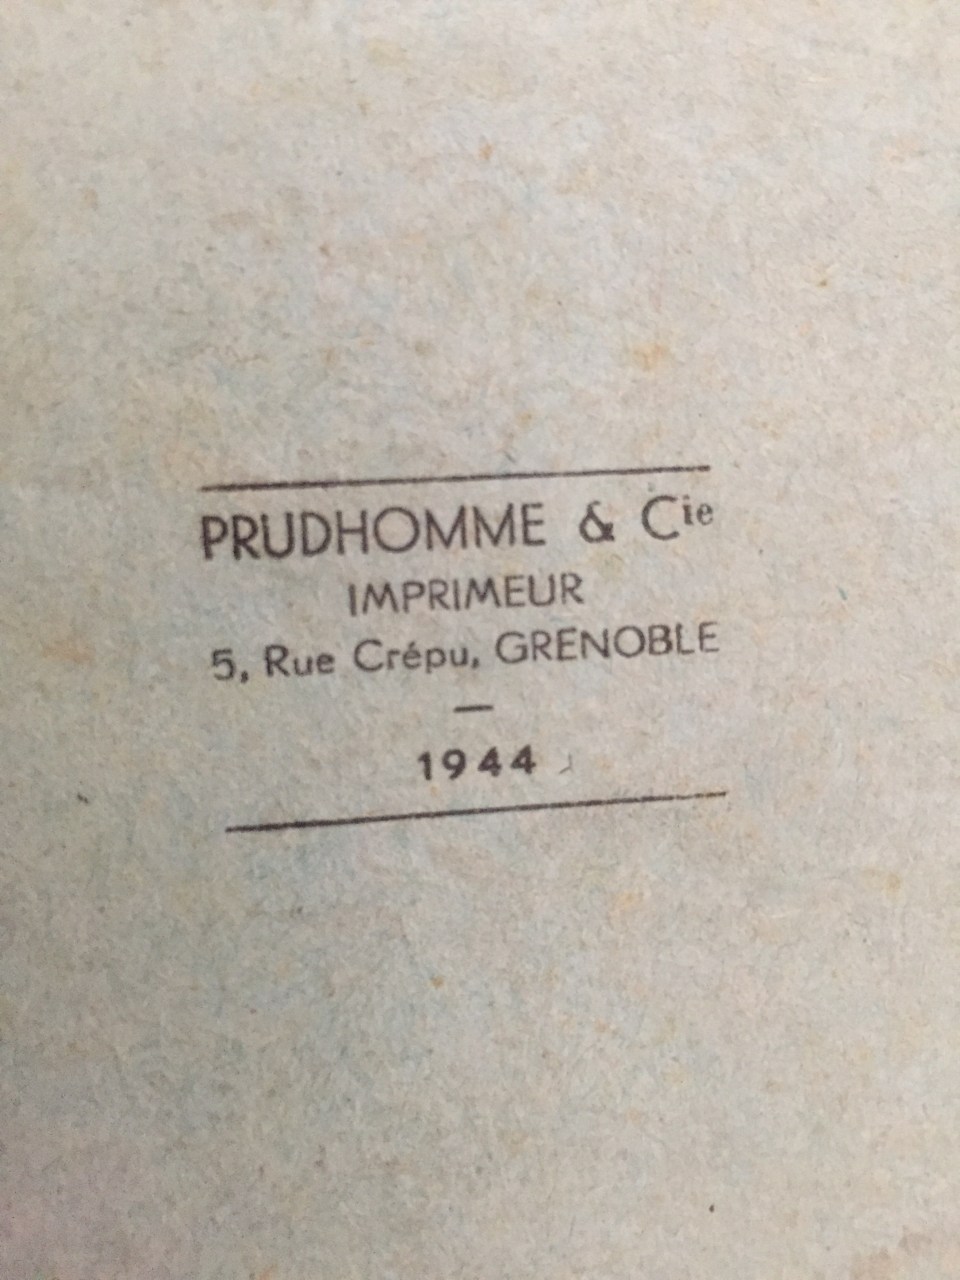 PRUDHOMME & Cie
IMPRIMEUR
5, Rue Crépu, GRENOBLE
—
1944